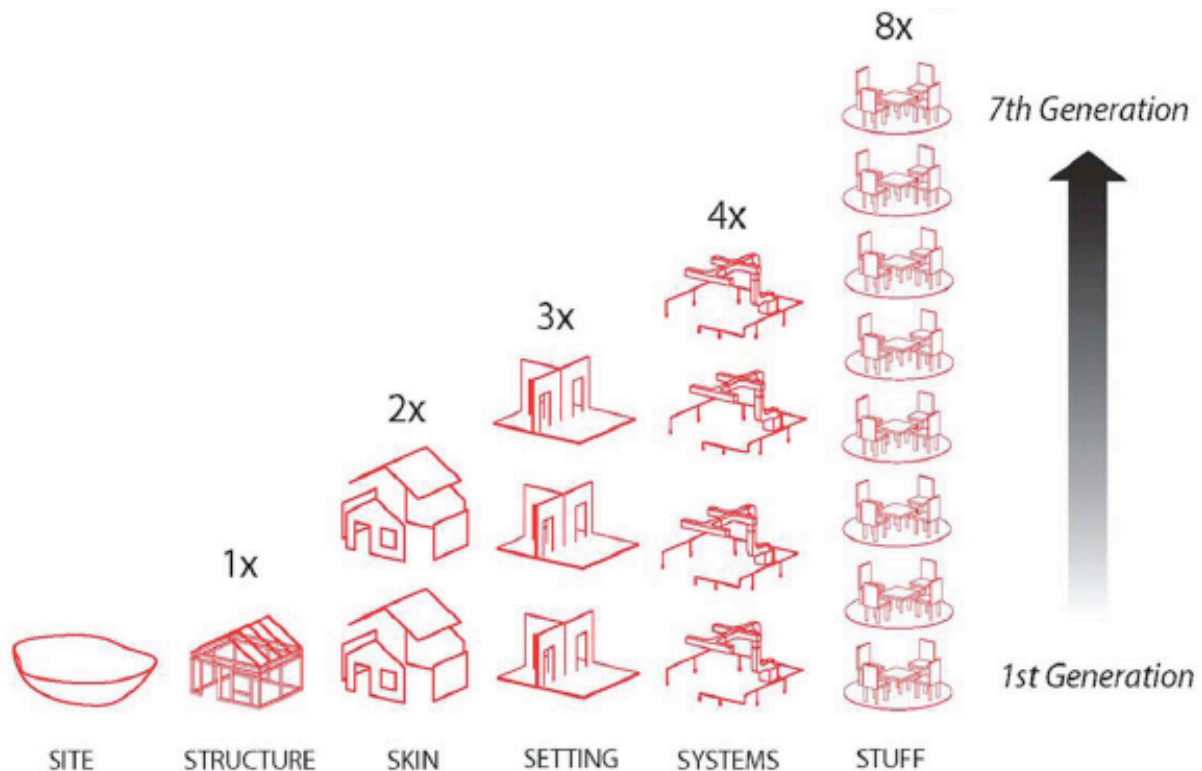 8x
7th Generation
4x
3x
2x
1x
1st Generation
SITE
STRUCTURE
SKIN
SETTING
SYSTEMS
STUFF